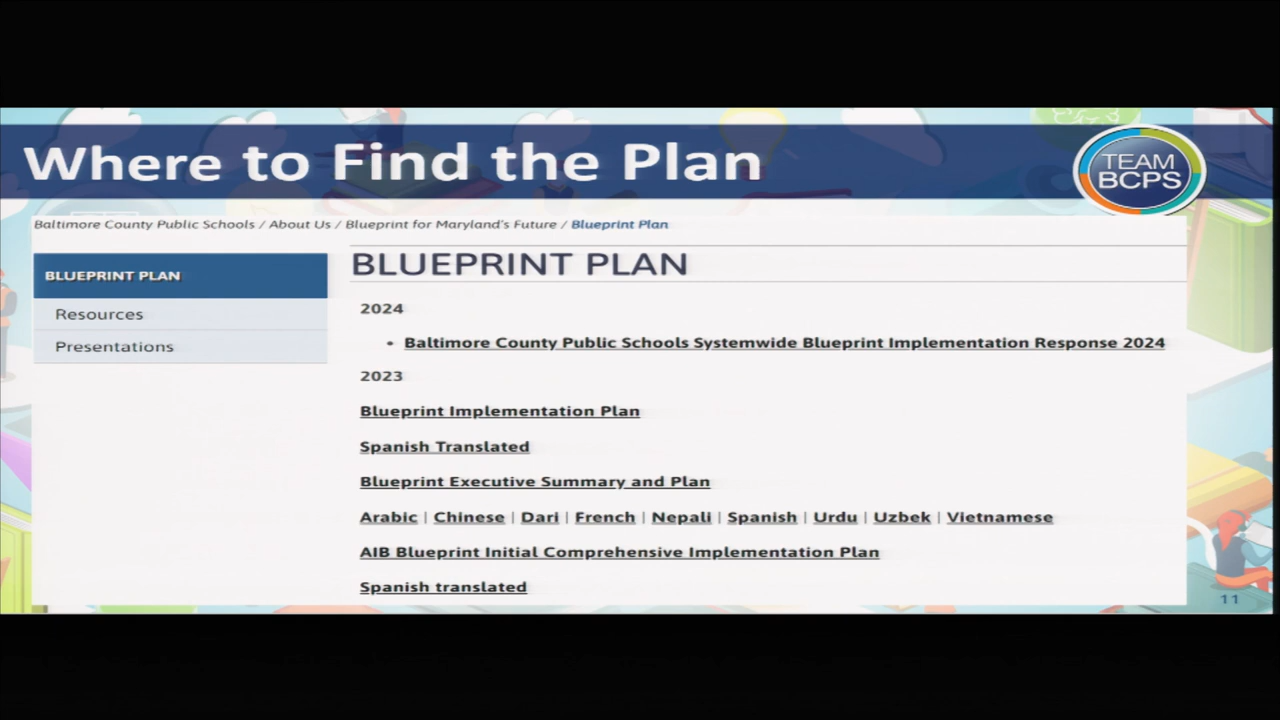 Where to Find the Plan
TEAM
BCPS
Baltimore County Public Schools / About Us / Blueprint for Maryland's Future / Blueprint Plan
BLUEPRINT PLAN
Resources
Presentations
BLUEPRINT PLAN
2024
• Baltimore County Public Schools Systemwide Blueprint Implementation Response 2024
2023
Blueprint Implementation Plan
Spanish Translated
Blueprint Executive Summary and Plan
Arabic | Chinese | Dari | French | Nepali | Spanish | Urdu | Uzbek | Vietnamese
AIB Blueprint Initial Comprehensive Implementation Plan
Spanish translated
11